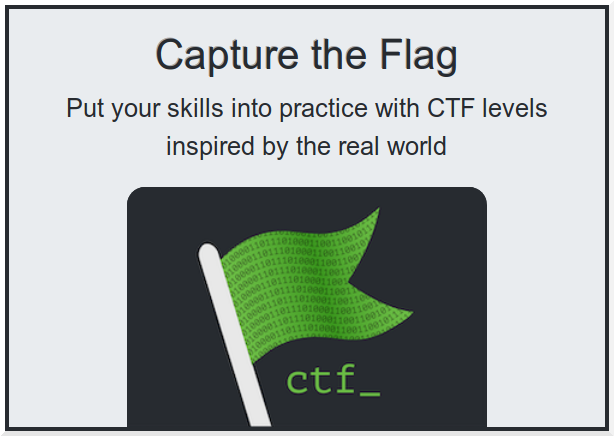 Capture the Flag
Put your skills into practice with CTF levels
inspired by the real world
ctf_